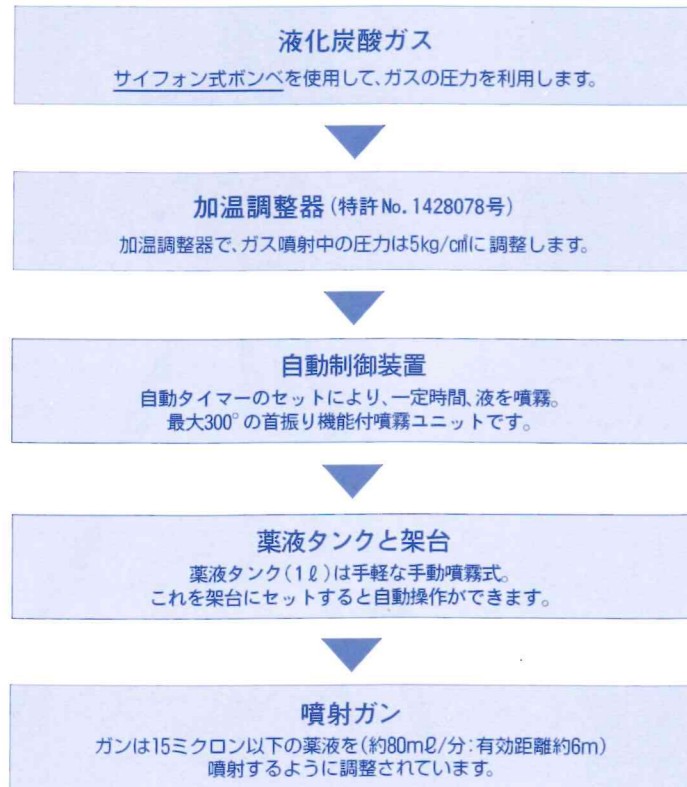 液化炭酸ガス
サイフォン式ボンベを使用して、ガスの圧力を利用します。
加温調整器(特許No.1428078号)
加温調整器で、ガス噴射中の圧力は5kg/c㎡に調整します。
自動制御装置
自動タイマーのセットにより、一定時間、液を噴霧。
最大300°の首振り機能付噴霧ユニットです。
薬液タンクと架台
薬液タンク(1ℓ)は手軽な手動噴霧式。
これを架台にセットすると自動操作ができます。
噴射ガン
ガンは15ミクロン以下の薬液を(約80mℓ/分:有効距離約6m)
噴射するように調整されています。